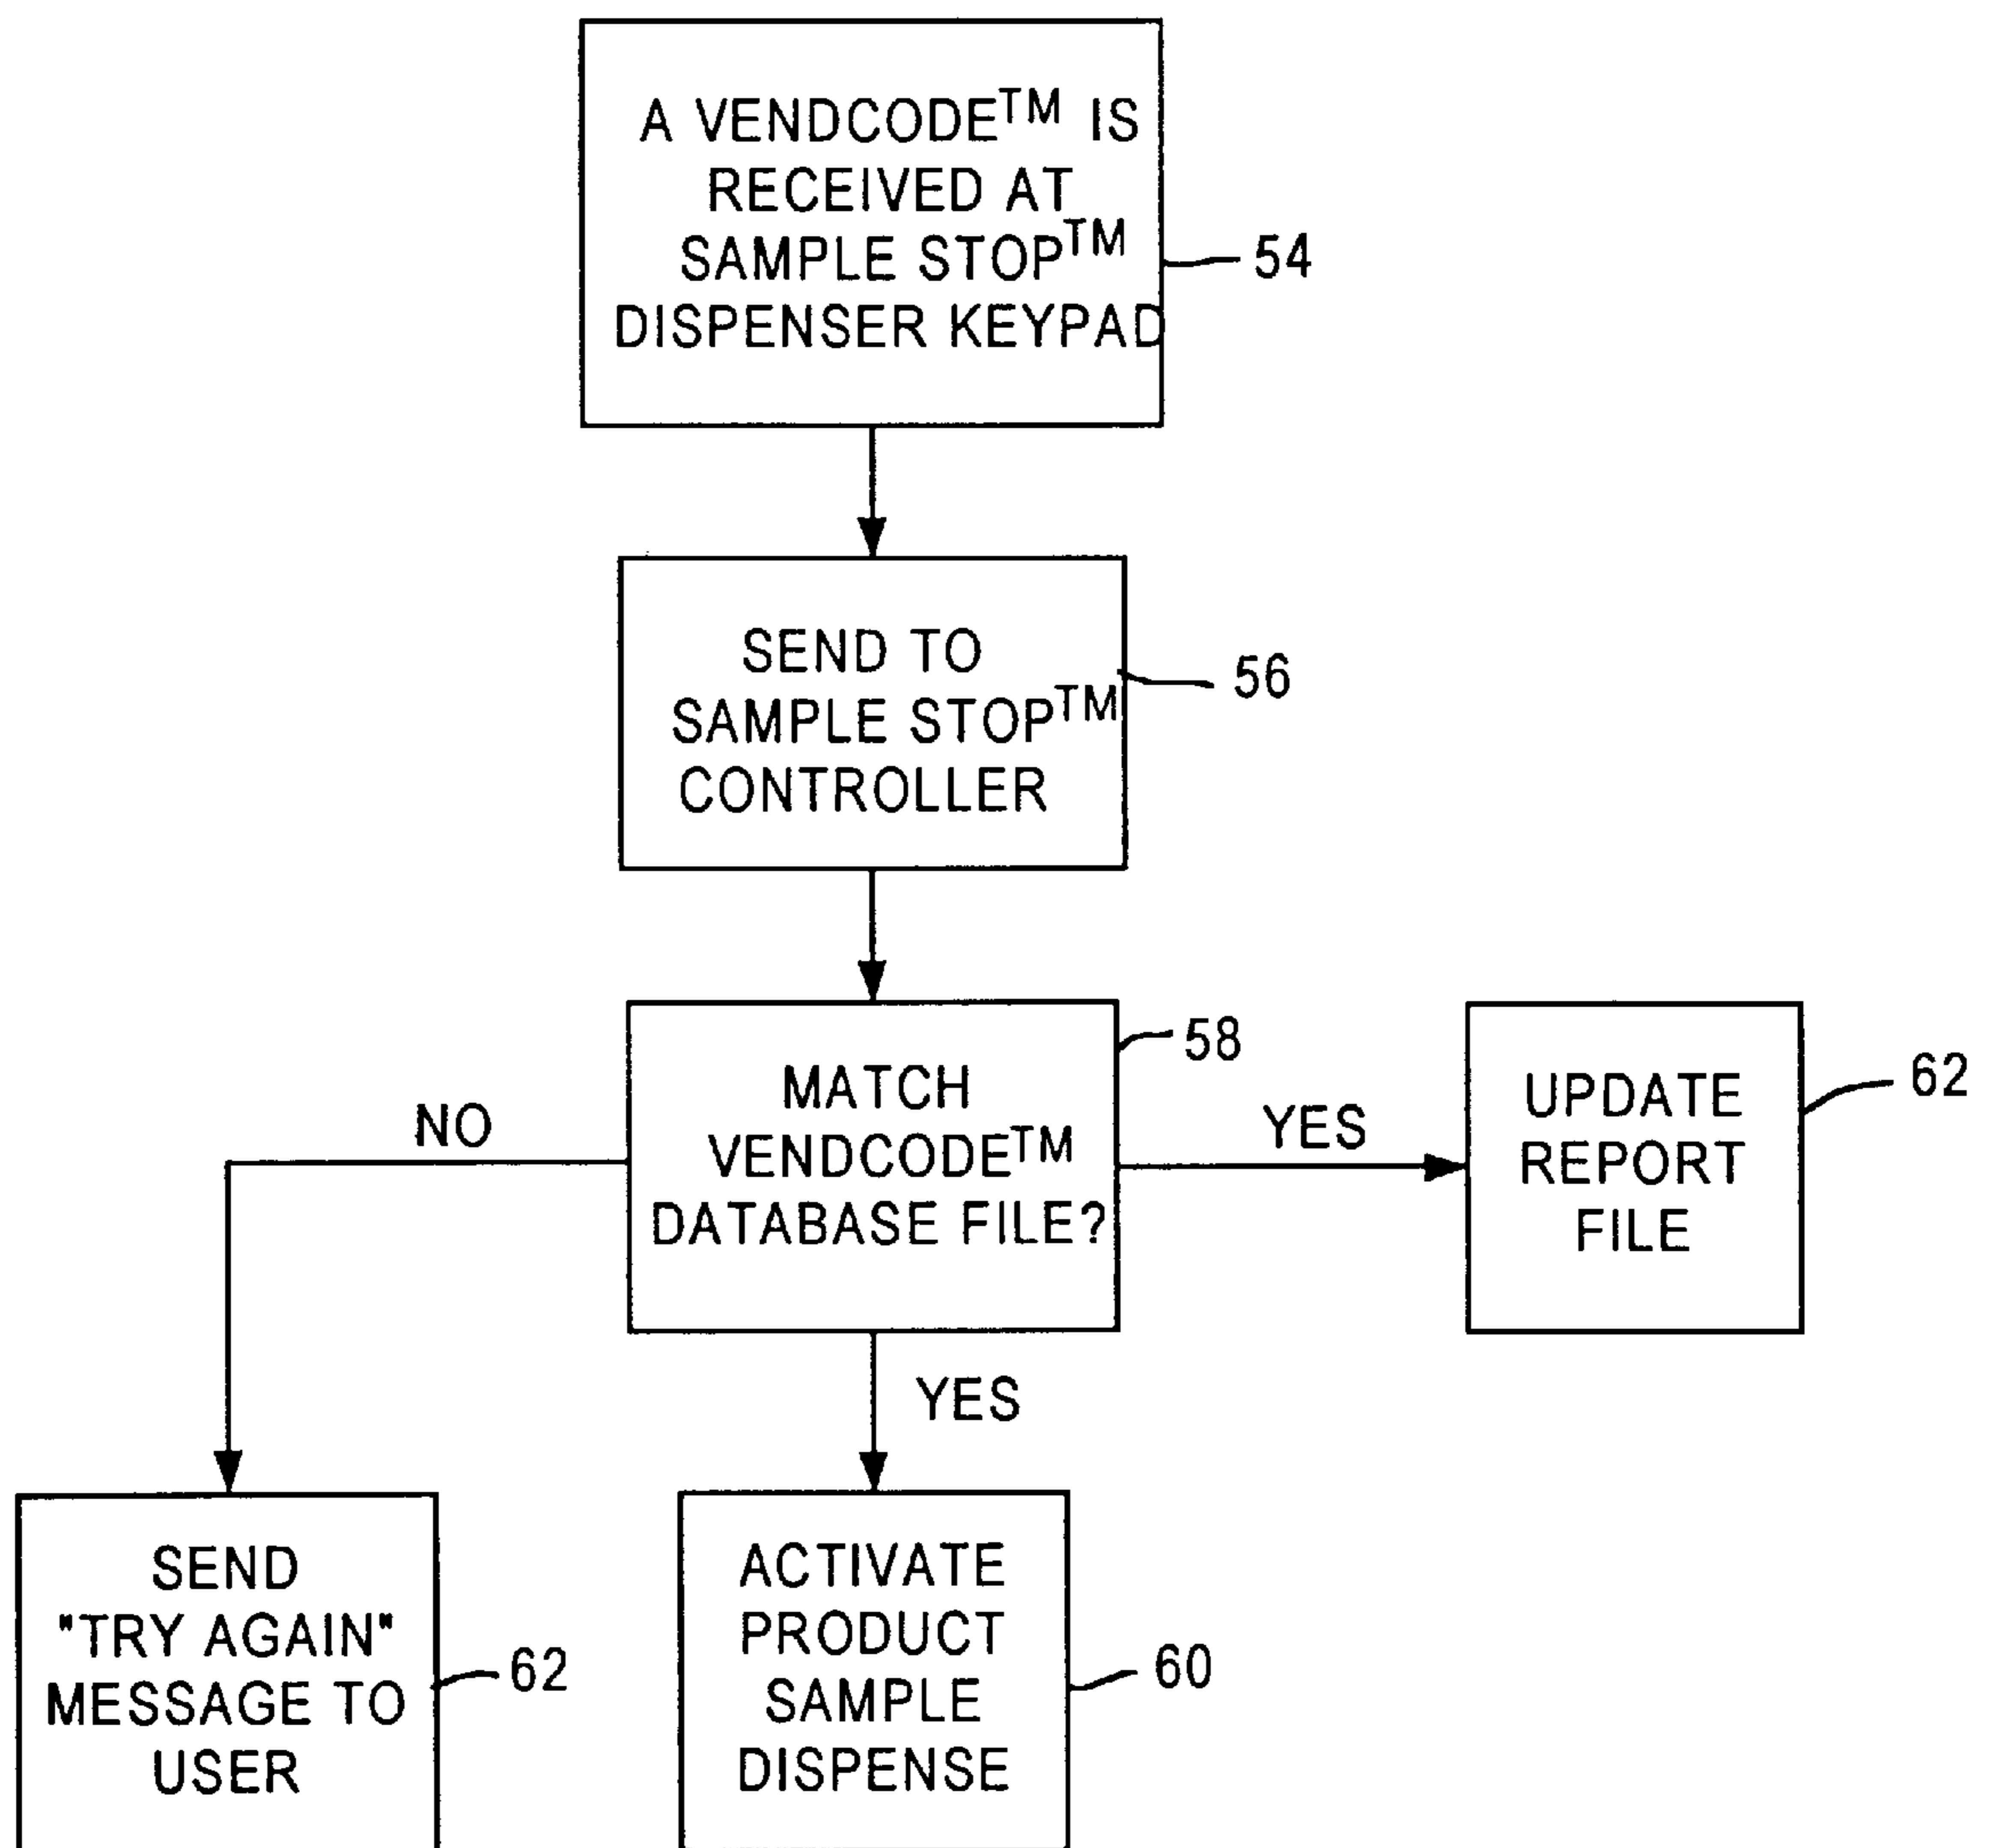 A VENDCODE™ IS
RECEIVED AT
SAMPLE STOP™
DISPENSER KEYPAD
54
SEND TO
SAMPLE STOP™
CONTROLLER
56
MATCH
VENDCODE™
DATABASE FILE?
58
NO
YES
UPDATE
REPORT
FILE
62
YES
SEND
"TRY AGAIN"
MESSAGE TO
USER
62
ACTIVATE
PRODUCT
SAMPLE
DISPENSE
60